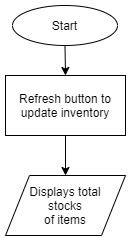 Start
Refresh button to
update inventory
Displays total
stocks
of items